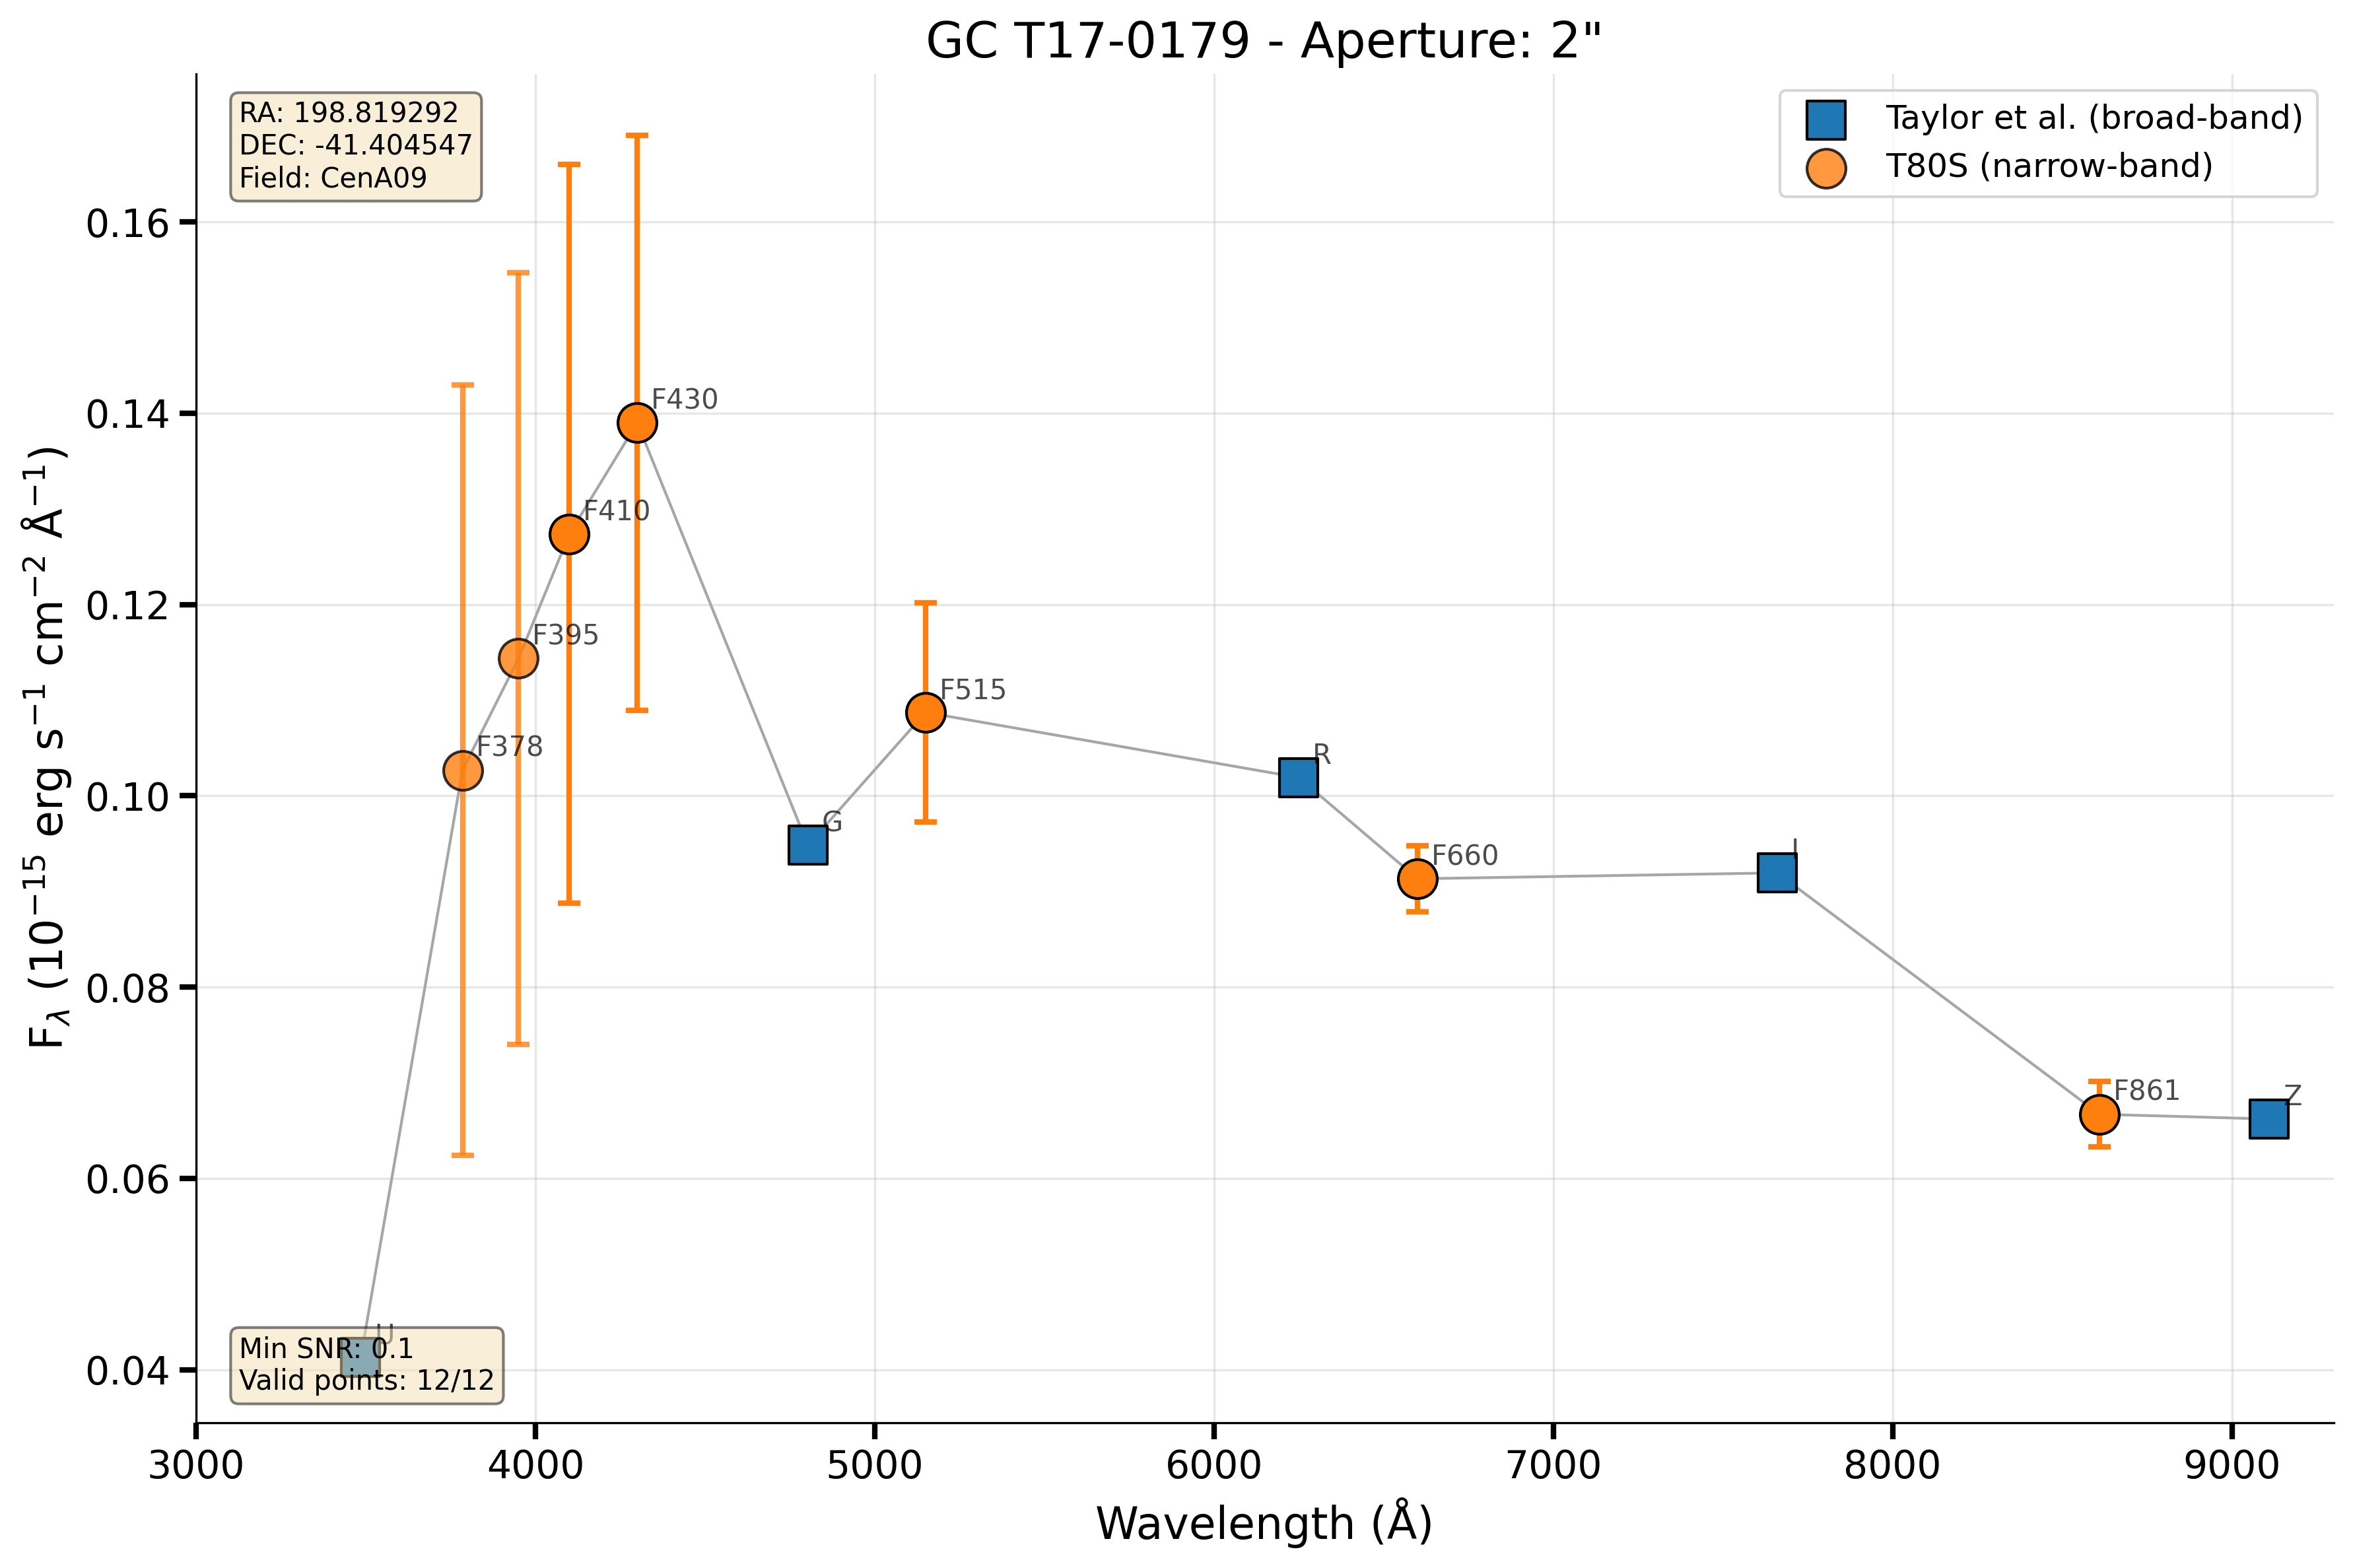 GC T17-0179 - Aperture: 2"
RA: 198.819292
DEC: -41.404547
Field: CenA09
Taylor et al. (broad-band)
T80S (narrow-band)
0.16
0.14
0.12
0.10
0.08
0.06
0.04
F430
F410
F395
F378
F515
G
R
F660
I
F861
Z
U
Min SNR: 0.1
Valid points: 12/12
3000 4000 5000 6000 7000 8000 9000
Wavelength (Å)
Fλ (10⁻¹⁵ erg s⁻¹ cm⁻² Å⁻¹)